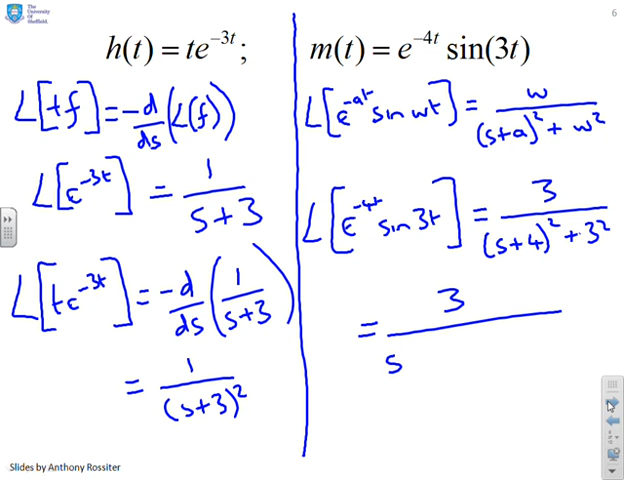 The University Of Sheffield.
6
h(t) = te^{-3t};
L[tf] = -d/ds (L(f))
L[e^{-3t}] = 1/(s+3)
L[te^{-3t}] = -d/ds (1/(s+3))
= 1/(s+3)^2
m(t) = e^{-4t} sin(3t)
L[e^{-at} sin wt] = w/((s+a)^2 + w^2)
L[e^{-4t} sin 3t] = 3/((s+4)^2 + 3^2)
= 3/s
Slides by Anthony Rossiter